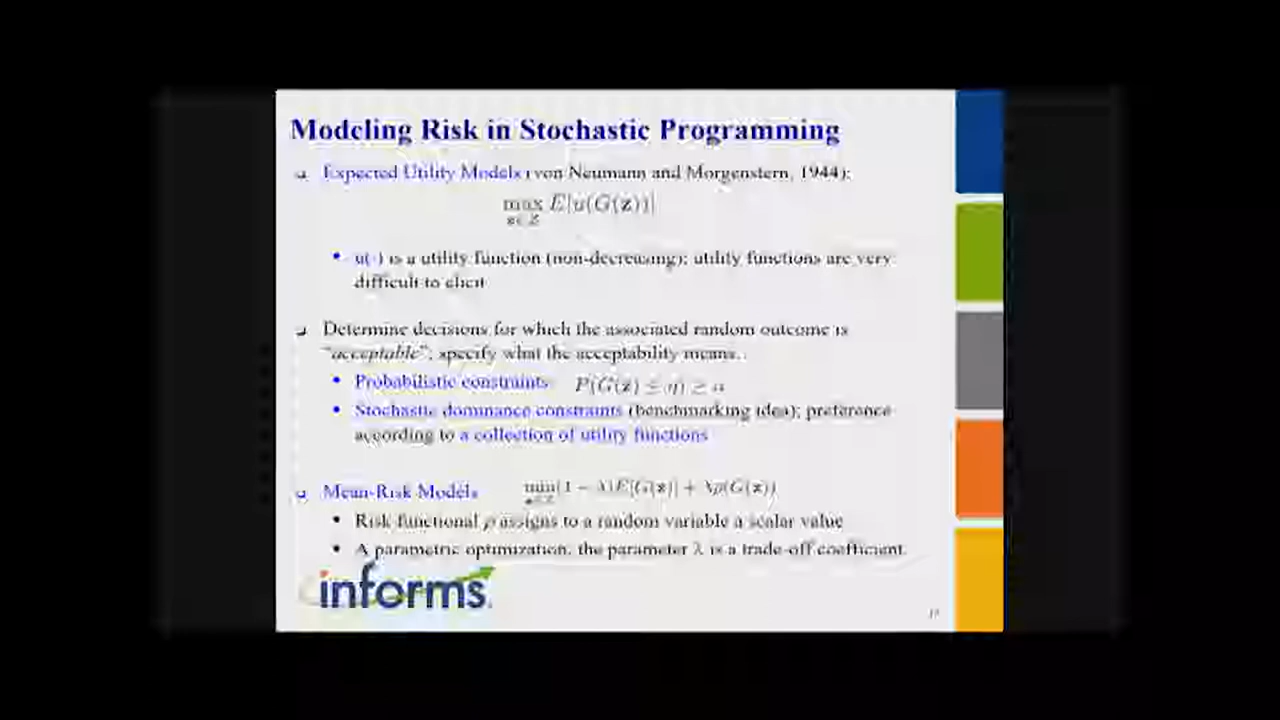 Modeling Risk in Stochastic Programming
Expected Utility Models (von Neumann and Morgenstern, 1944):
max E[u(G(z))]
z∈Z
u(·) is a utility function (non-decreasing); utility functions are very
difficult to elicit
Determine decisions for which the associated random outcome is
"acceptable"; specify what the acceptability means..
Probabilistic constraints P(G(z) ≤ η) ≥ α
Stochastic dominance constraints (benchmarking idea); preference
according to a collection of utility functions
Mean-Risk Models min(1 − λ)E[G(z)] + λρ(G(z))
z∈Z
Risk functional ρ assigns to a random variable a scalar value
A parametric optimization; the parameter λ is a trade-off coefficient.
informs.